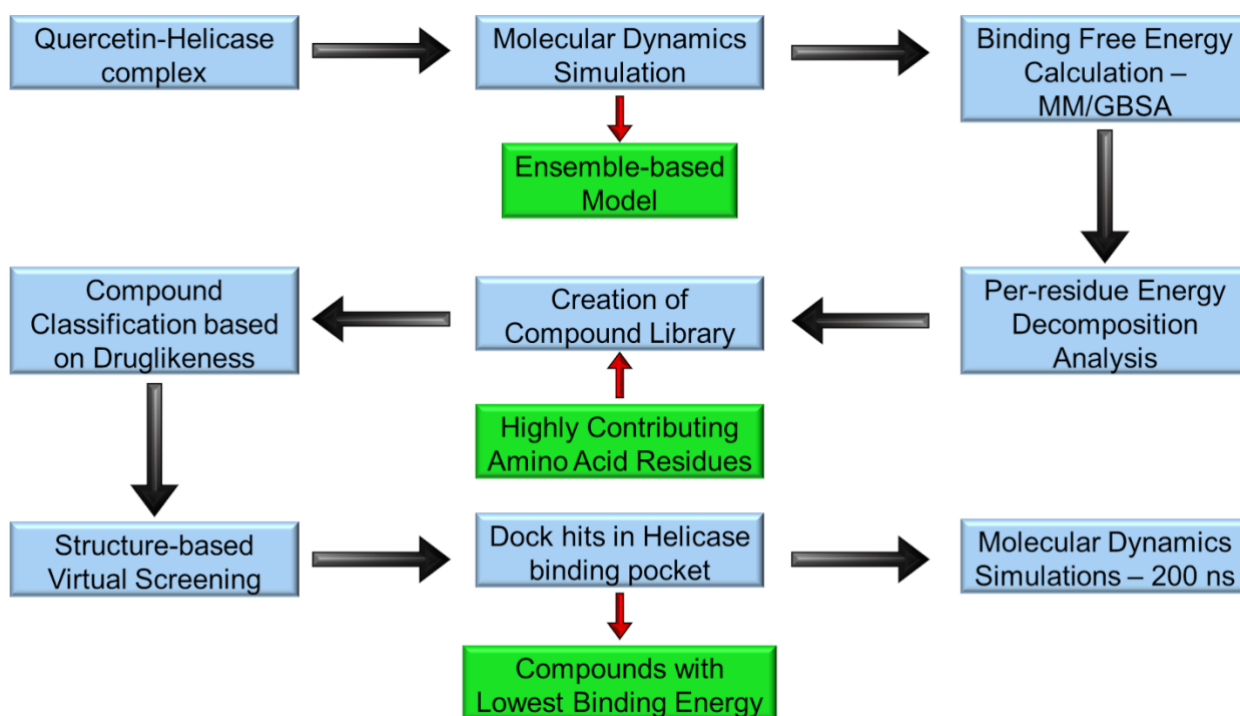 Quercetin-Helicase
complex
Molecular Dynamics
Simulation
Binding Free Energy
Calculation –
MM/GBSA
Ensemble-based
Model
Per-residue Energy
Decomposition
Analysis
Creation of
Compound Library
Compound
Classification based
on Druglikeness
Highly Contributing
Amino Acid Residues
Structure-based
Virtual Screening
Dock hits in Helicase
binding pocket
Molecular Dynamics
Simulations – 200 ns
Compounds with
Lowest Binding Energy